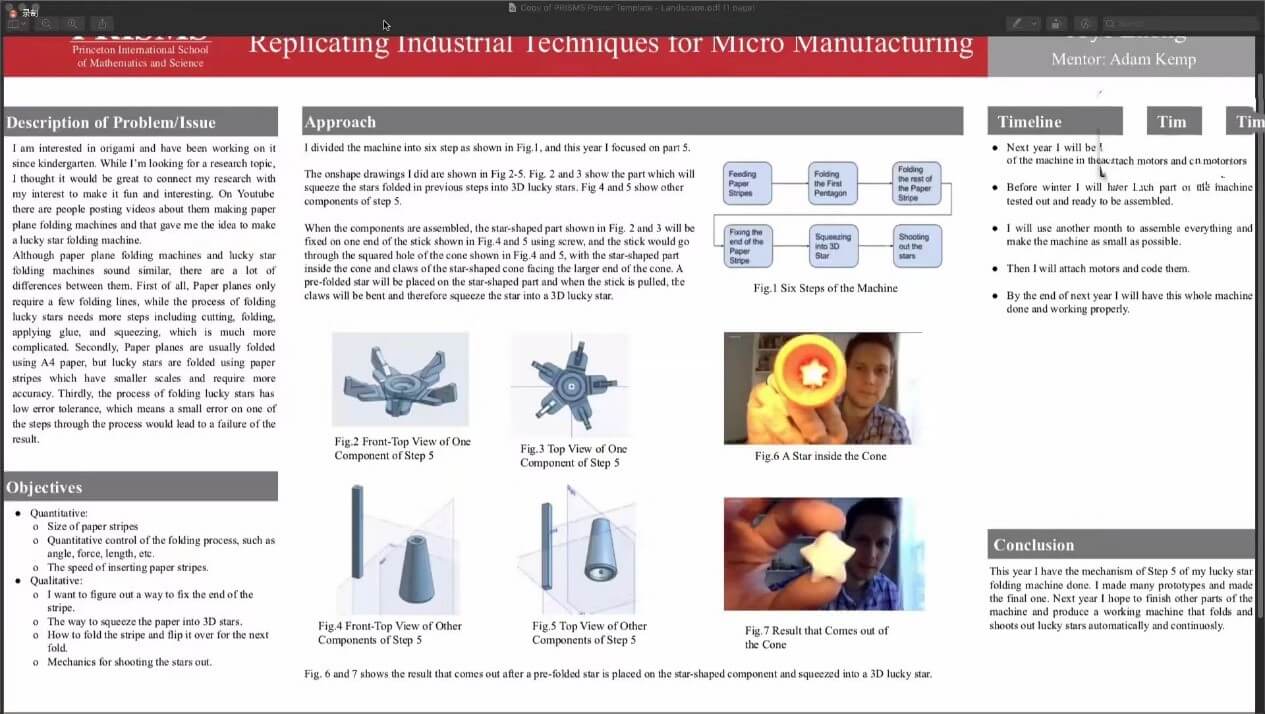 录制
Copy of PRISMS Poster Template - Landscape.pdf (1 page)
Search
PRISMS
Princeton International School
of Mathematics and Science
Replicating Industrial Techniques for Micro Manufacturing
Zheng
Mentor: Adam Kemp
Description of Problem/Issue
I am interested in origami and have been working on it
since kindergarten. While I'm looking for a research topic,
I thought it would be great to connect my research with
my interest to make it fun and interesting. On Youtube
there are people posting videos about them making paper
plane folding machines and that gave me the idea to make
a lucky star folding machine.
Although paper plane folding machines and lucky star
folding machines sound similar, there are a lot of
differences between them. First of all, Paper planes only
require a few folding lines, while the process of folding
lucky stars needs more steps including cutting, folding,
applying glue, and squeezing, which is much more
complicated. Secondly, Paper planes are usually folded
using A4 paper, but lucky stars are folded using paper
stripes which have smaller scales and require more
accuracy. Thirdly, the process of folding lucky stars has
low error tolerance, which means a small error on one of
the steps through the process would lead to a failure of the
result.
Objectives
● Quantitative:
o Size of paper stripes
o Quantitative control of the folding process, such as
angle, force, length, etc.
o The speed of inserting paper stripes.
● Qualitative:
o I want to figure out a way to fix the end of the
stripe.
o The way to squeeze the paper into 3D stars.
o How to fold the stripe and flip it over for the next
fold.
o Mechanics for shooting the stars out.
Approach
I divided the machine into six step as shown in Fig.1, and this year I focused on part 5.
The onshape drawings I did are shown in Fig 2-5. Fig. 2 and 3 show the part which will
squeeze the stars folded in previous steps into 3D lucky stars. Fig 4 and 5 show other
components of step 5.
When the components are assembled, the star-shaped part shown in Fig. 2 and 3 will be
fixed on one end of the stick shown in Fig.4 and 5 using screw, and the stick would go
through the squared hole of the cone shown in Fig.4 and 5, with the star-shaped part
inside the cone and claws of the star-shaped cone facing the larger end of the cone. A
pre-folded star will be placed on the star-shaped part and when the stick is pulled, the
claws will be bent and therefore squeeze the star into a 3D lucky star.
Feeding
Paper
Stripes
Folding
the First
Pentagon
Folding
the rest of
the Paper
Stripe
Fixing the
end of the
Paper
Stripe
Squeezing
into 3D
Star
Shooting
out the
stars
Fig.1 Six Steps of the Machine
Fig.2 Front-Top View of One
Component of Step 5
Fig.3 Top View of One
Component of Step 5
Fig.6 A Star inside the Cone
Fig.4 Front-Top View of Other
Components of Step 5
Fig.5 Top View of Other
Components of Step 5
Fig.7 Result that Comes out of
the Cone
Fig. 6 and 7 shows the result that comes out after a pre-folded star is placed on the star-shaped component and squeezed into a 3D lucky star.
Timeline
Tim
Tim
● Next year I will be
of the machine in the
● Before winter I will part machine
tested out and ready to be assembled.
● I will use another month to assemble everything and
make the machine as small as possible.
● Then I will attach motors and code them.
● By the end of next year I will have this whole machine
done and working properly.
Conclusion
This year I have the mechanism of Step 5 of my lucky star
folding machine done. I made many prototypes and made
the final one. Next year I hope to finish other parts of the
machine and produce a working machine that folds and
shoots out lucky stars automatically and continuosly.